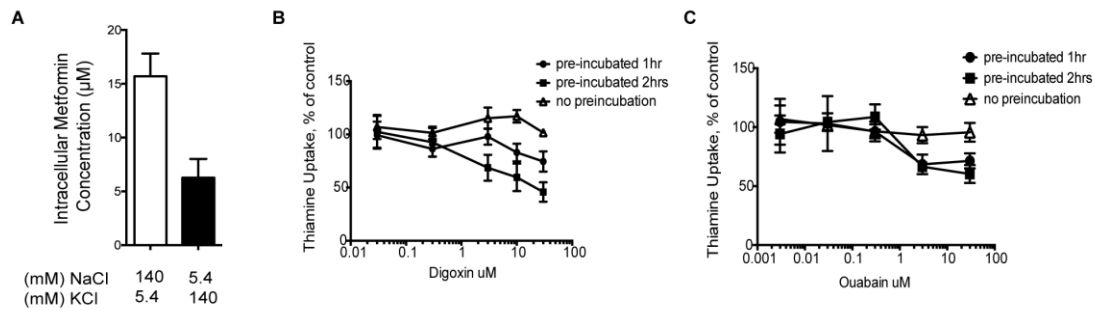 A
Intracellular Metformin
Concentration (μM)
20
15
10
5
0
(mM) NaCl 140 5.4
(mM) KCl 5.4 140
B
pre-incubated 1hr
pre-incubated 2hrs
no preincubation
Thiamine Uptake, % of control
150
100
50
0
0.01 0.1 1 10 100
Digoxin uM
C
pre-incubated 1hr
pre-incubated 2hrs
no preincubation
Thiamine Uptake, % of control
150
100
50
0
0.001 0.01 0.1 1 10 100
Ouabain uM